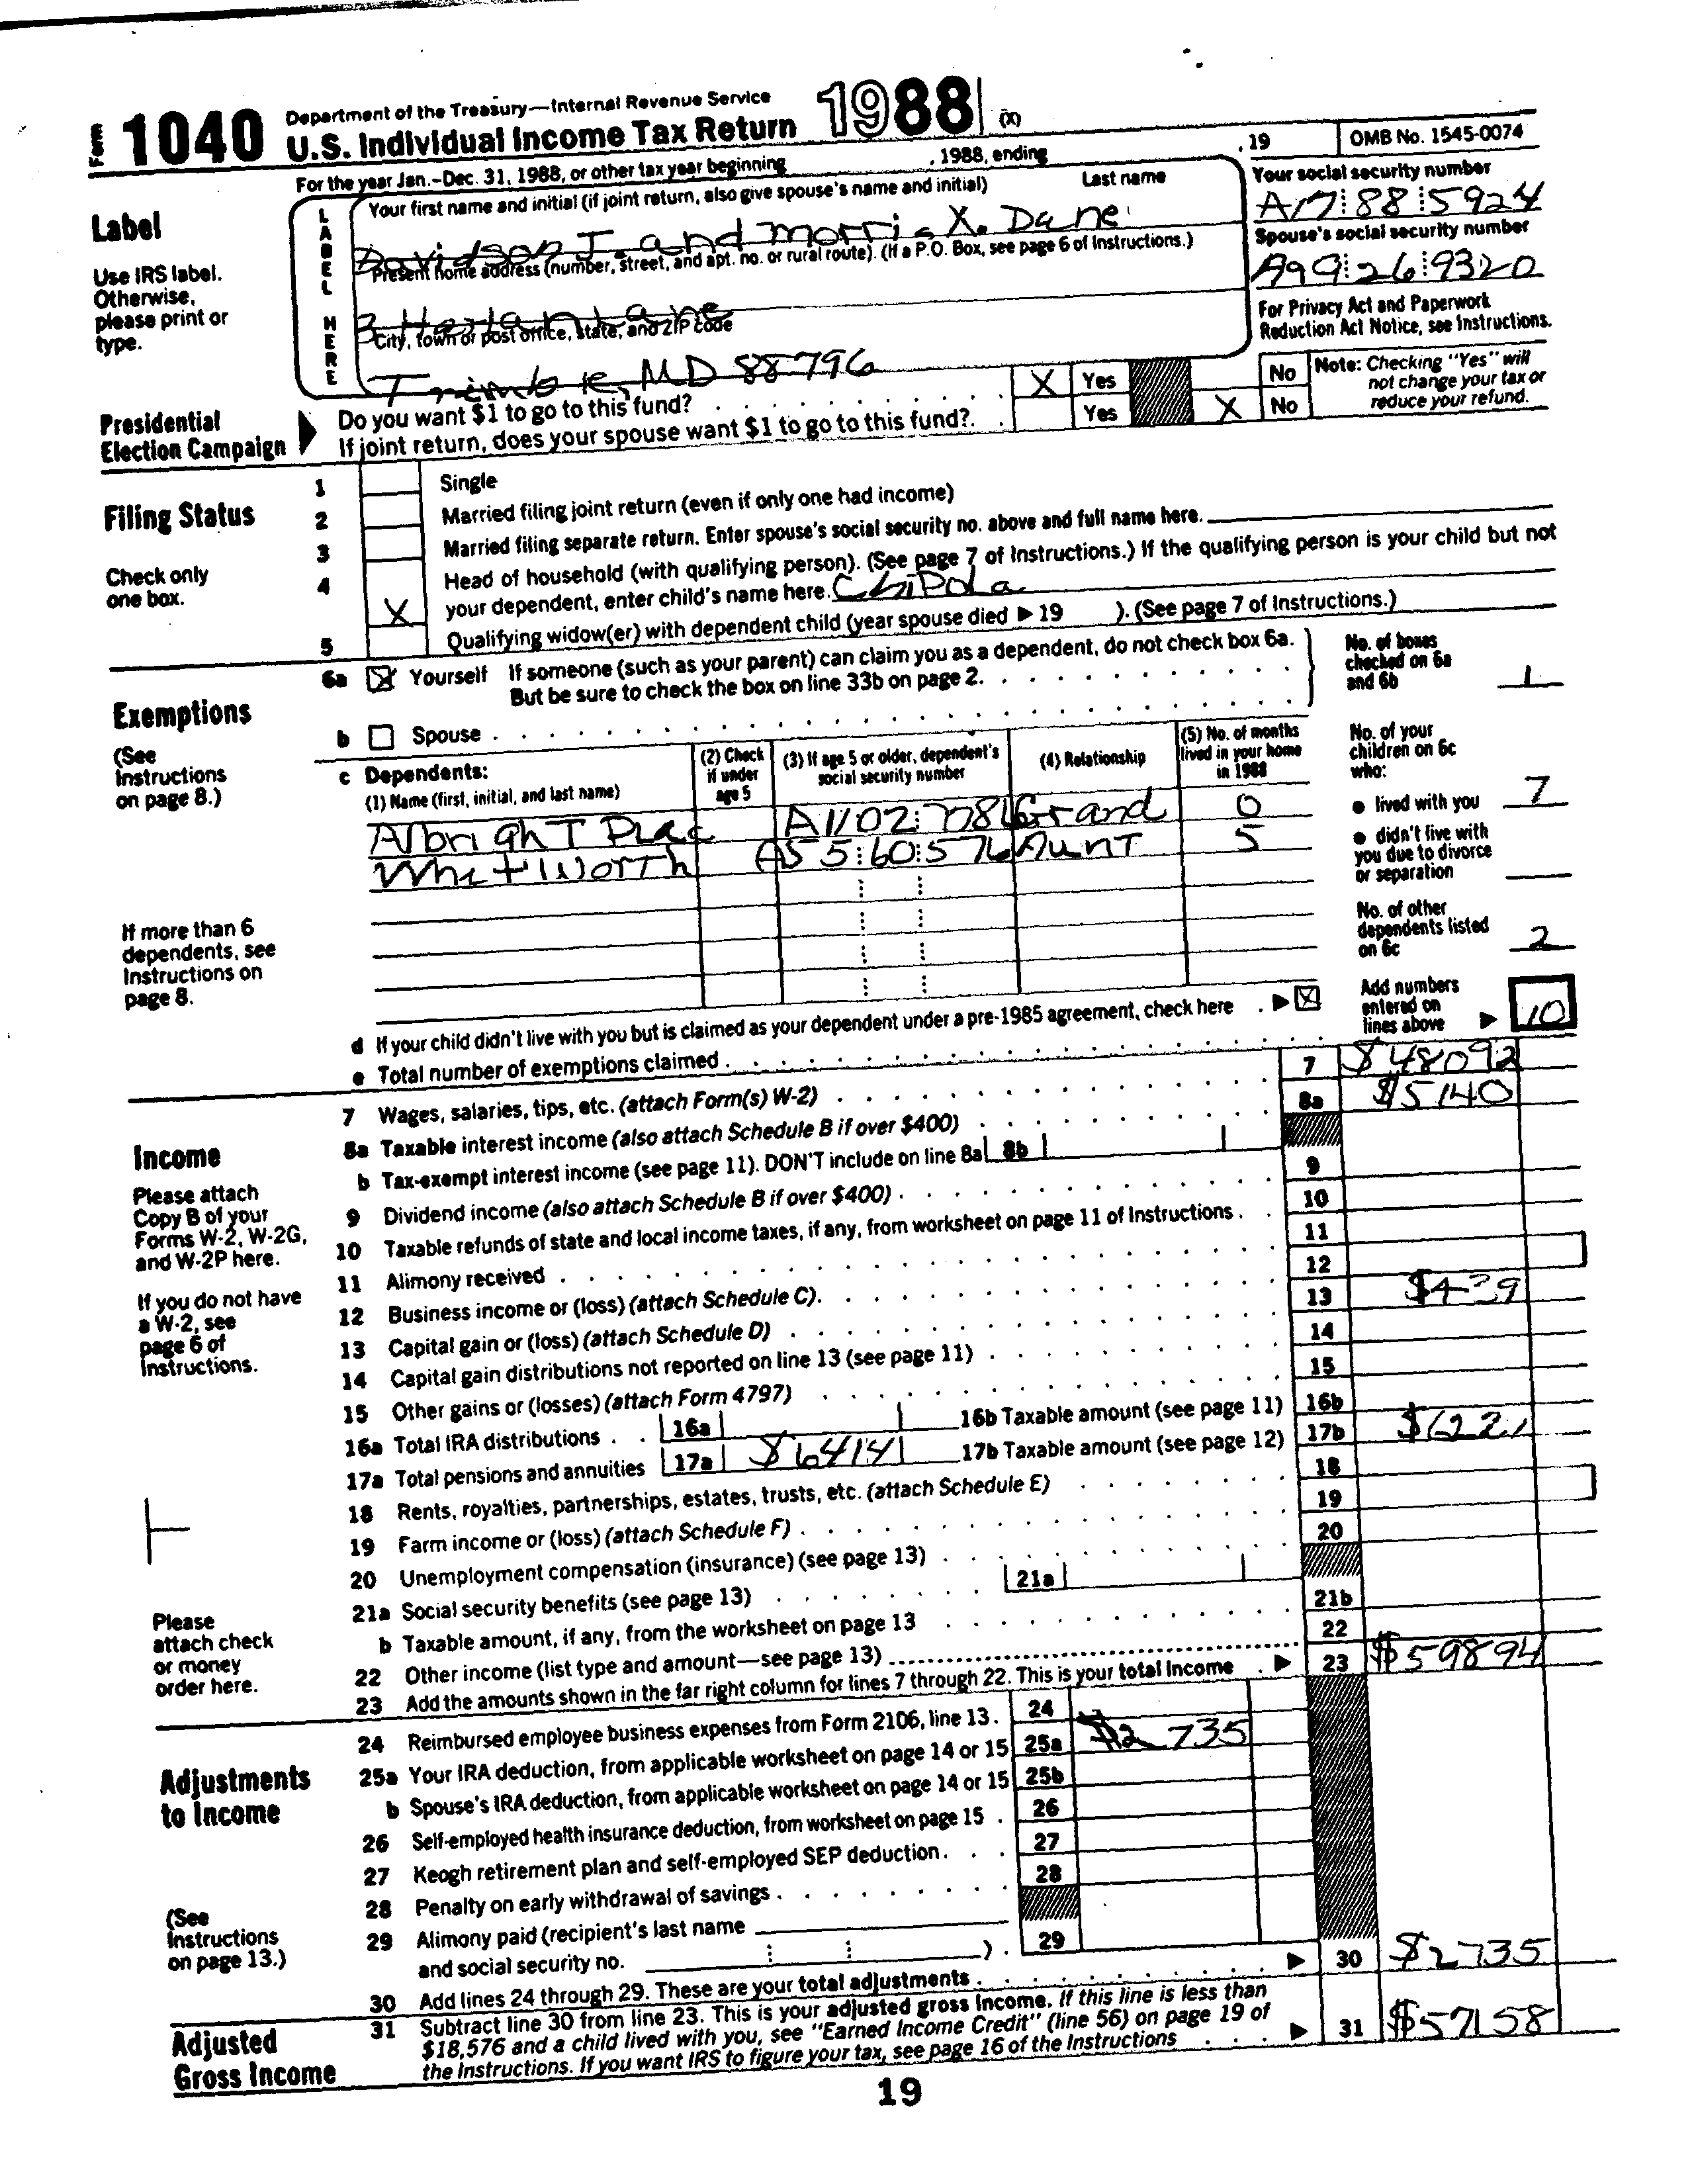 Form 1040 Department of the Treasury—Internal Revenue Service
U.S. Individual Income Tax Return 1988 (X)
For the year Jan.–Dec. 31, 1988, or other tax year beginning , 1988, ending , 19 OMB No. 1545-0074
Label
Use IRS label. Otherwise, please print or type.
LABEL HERE
Your first name and initial (if joint return, also give spouse's name and initial) Last name
Davidson J. and Morris X. Dane
Your social security number
A17 88 5924
Present home address (number, street, and apt. no. or rural route). (If a P.O. Box, see page 6 of Instructions.)
3 Harlan Lane
Spouse's social security number
A99 26 9320
City, town or post office, state, and ZIP code
Trimble, MD 88796
For Privacy Act and Paperwork Reduction Act Notice, see Instructions.
Presidential Election Campaign
Do you want $1 to go to this fund? X Yes No
If joint return, does your spouse want $1 to go to this fund? Yes X No
Note: Checking "Yes" will not change your tax or reduce your refund.
Filing Status
Check only one box.
1 Single
2 Married filing joint return (even if only one had income)
3 Married filing separate return. Enter spouse's social security no. above and full name here.
4 X Head of household (with qualifying person). (See page 7 of Instructions.) If the qualifying person is your child but not
your dependent, enter child's name here. Chipola
5 Qualifying widow(er) with dependent child (year spouse died ▶ 19 ). (See page 7 of Instructions.)
Exemptions
(See Instructions on page 8.)
6a X Yourself If someone (such as your parent) can claim you as a dependent, do not check box 6a.
But be sure to check the box on line 33b on page 2.
b Spouse
No. of boxes checked on 6a and 6b 1
c Dependents:
(1) Name (first, initial, and last name) (2) Check if under age 5 (3) If age 5 or older, dependent's social security number (4) Relationship (5) No. of months lived in your home in 1988
Albright Plac A11 02 7086 Grand 0
Whitworth A55 60 576 Aunt 5
No. of your children on 6c who:
● lived with you 7
● didn't live with you due to divorce or separation
No. of other dependents listed on 6c 2
If more than 6 dependents, see Instructions on page 8.
d If your child didn't live with you but is claimed as your dependent under a pre-1985 agreement, check here ▶ X
e Total number of exemptions claimed
Add numbers entered on lines above ▶ 10
Income
Please attach Copy B of your Forms W-2, W-2G, and W-2P here.
If you do not have a W-2, see page 6 of Instructions.
Please attach check or money order here.
7 Wages, salaries, tips, etc. (attach Form(s) W-2) 7 $48092
8a Taxable interest income (also attach Schedule B if over $400) 8a $5140
b Tax-exempt interest income (see page 11). DON'T include on line 8a 8b
9 Dividend income (also attach Schedule B if over $400) 9
10 Taxable refunds of state and local income taxes, if any, from worksheet on page 11 of Instructions 10
11 Alimony received 11
12 Business income or (loss) (attach Schedule C) 12
13 Capital gain or (loss) (attach Schedule D) 13 $439
14 Capital gain distributions not reported on line 13 (see page 11) 14
15 Other gains or (losses) (attach Form 4797) 15
16a Total IRA distributions 16a 16b Taxable amount (see page 11) 16b
17a Total pensions and annuities 17a $6414 17b Taxable amount (see page 12) 17b $6221
18 Rents, royalties, partnerships, estates, trusts, etc. (attach Schedule E) 18
19 Farm income or (loss) (attach Schedule F) 19
20 Unemployment compensation (insurance) (see page 13) 20
21a Social security benefits (see page 13) 21a
b Taxable amount, if any, from the worksheet on page 13 21b
22 Other income (list type and amount—see page 13) 22
23 Add the amounts shown in the far right column for lines 7 through 22. This is your total income ▶ 23 $59894
Adjustments to Income
(See Instructions on page 13.)
24 Reimbursed employee business expenses from Form 2106, line 13. 24
25a Your IRA deduction, from applicable worksheet on page 14 or 15 25a $2735
b Spouse's IRA deduction, from applicable worksheet on page 14 or 15 25b
26 Self-employed health insurance deduction, from worksheet on page 15 26
27 Keogh retirement plan and self-employed SEP deduction 27
28 Penalty on early withdrawal of savings 28
29 Alimony paid (recipient's last name
and social security no. ) 29
30 Add lines 24 through 29. These are your total adjustments ▶ 30 $2735
Adjusted Gross Income
31 Subtract line 30 from line 23. This is your adjusted gross income. If this line is less than
$18,576 and a child lived with you, see "Earned Income Credit" (line 56) on page 19 of
the Instructions. If you want IRS to figure your tax, see page 16 of the Instructions ▶ 31 $57158
19